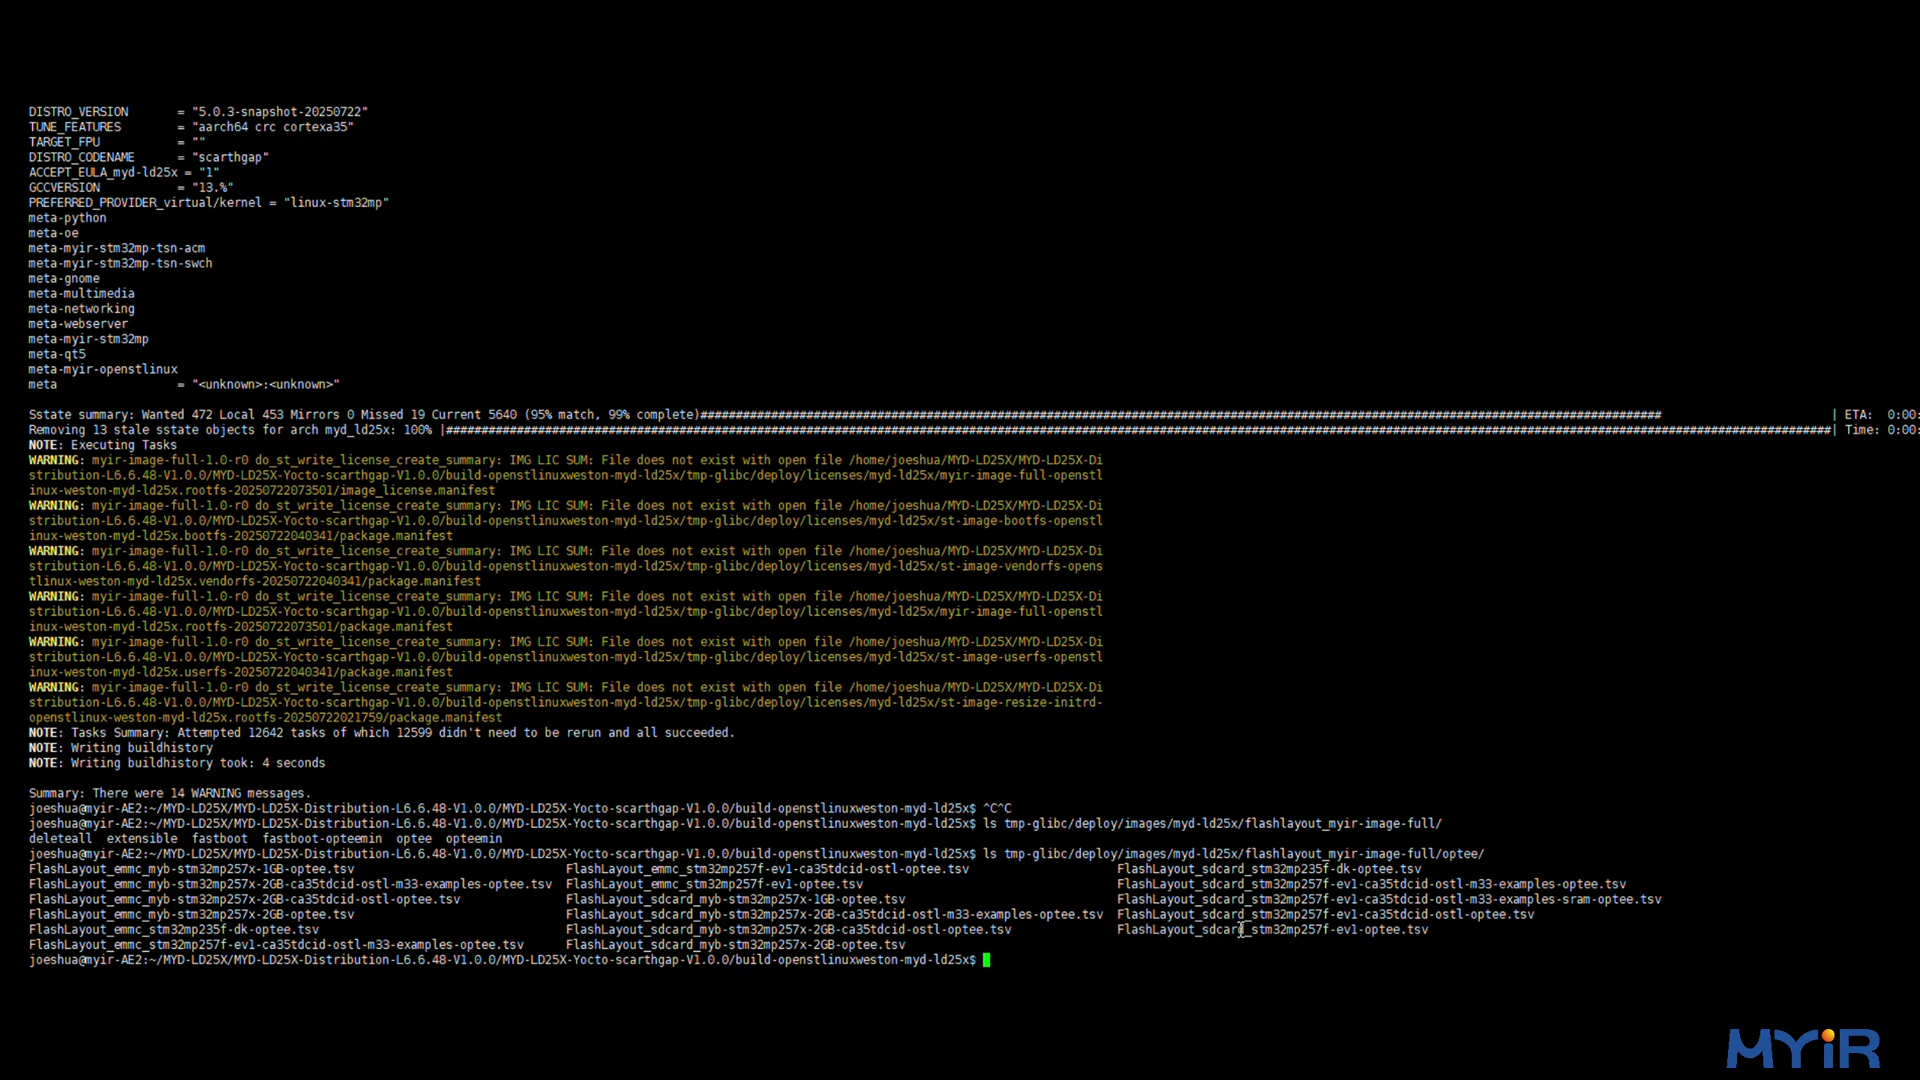 DISTRO_VERSION       = "5.0.3-snapshot-20250722"
TUNE_FEATURES        = "aarch64 crc cortexa35"
TARGET_FPU           = ""
DISTRO_CODENAME      = "scarthgap"
ACCEPT_EULA_myd-ld25x = "1"
GCCVERSION           = "13.%"
PREFERRED_PROVIDER_virtual/kernel = "linux-stm32mp"
meta-python
meta-oe
meta-myir-stm32mp-tsn-acm
meta-myir-stm32mp-tsn-swch
meta-gnome
meta-multimedia
meta-networking
meta-webserver
meta-myir-stm32mp
meta-qt5
meta-myir-openstlinux
meta                 = "<unknown>:<unknown>"
Sstate summary: Wanted 472 Local 453 Mirrors 0 Missed 19 Current 5640 (95% match, 99% complete)######################################################################################################################################## | ETA:  0:00:
Removing 13 stale sstate objects for arch myd_ld25x: 100% |####################################################################################################################################################################################################| Time: 0:00:
NOTE: Executing Tasks
WARNING: myir-image-full-1.0-r0 do_st_write_license_create_summary: IMG LIC SUM: File does not exist with open file /home/joeshua/MYD-LD25X/MYD-LD25X-Di
stribution-L6.6.48-V1.0.0/MYD-LD25X-Yocto-scarthgap-V1.0.0/build-openstlinuxweston-myd-ld25x/tmp-glibc/deploy/licenses/myd-ld25x/myir-image-full-openstl
inux-weston-myd-ld25x.rootfs-20250722073501/image_license.manifest
WARNING: myir-image-full-1.0-r0 do_st_write_license_create_summary: IMG LIC SUM: File does not exist with open file /home/joeshua/MYD-LD25X/MYD-LD25X-Di
stribution-L6.6.48-V1.0.0/MYD-LD25X-Yocto-scarthgap-V1.0.0/build-openstlinuxweston-myd-ld25x/tmp-glibc/deploy/licenses/myd-ld25x/st-image-bootfs-openstl
inux-weston-myd-ld25x.bootfs-20250722040341/package.manifest
WARNING: myir-image-full-1.0-r0 do_st_write_license_create_summary: IMG LIC SUM: File does not exist with open file /home/joeshua/MYD-LD25X/MYD-LD25X-Di
stribution-L6.6.48-V1.0.0/MYD-LD25X-Yocto-scarthgap-V1.0.0/build-openstlinuxweston-myd-ld25x/tmp-glibc/deploy/licenses/myd-ld25x/st-image-vendorfs-opens
tlinux-weston-myd-ld25x.vendorfs-20250722040341/package.manifest
WARNING: myir-image-full-1.0-r0 do_st_write_license_create_summary: IMG LIC SUM: File does not exist with open file /home/joeshua/MYD-LD25X/MYD-LD25X-Di
stribution-L6.6.48-V1.0.0/MYD-LD25X-Yocto-scarthgap-V1.0.0/build-openstlinuxweston-myd-ld25x/tmp-glibc/deploy/licenses/myd-ld25x/myir-image-full-openstl
inux-weston-myd-ld25x.rootfs-20250722073501/package.manifest
WARNING: myir-image-full-1.0-r0 do_st_write_license_create_summary: IMG LIC SUM: File does not exist with open file /home/joeshua/MYD-LD25X/MYD-LD25X-Di
stribution-L6.6.48-V1.0.0/MYD-LD25X-Yocto-scarthgap-V1.0.0/build-openstlinuxweston-myd-ld25x/tmp-glibc/deploy/licenses/myd-ld25x/st-image-userfs-openstl
inux-weston-myd-ld25x.userfs-20250722040341/package.manifest
WARNING: myir-image-full-1.0-r0 do_st_write_license_create_summary: IMG LIC SUM: File does not exist with open file /home/joeshua/MYD-LD25X/MYD-LD25X-Di
stribution-L6.6.48-V1.0.0/MYD-LD25X-Yocto-scarthgap-V1.0.0/build-openstlinuxweston-myd-ld25x/tmp-glibc/deploy/licenses/myd-ld25x/st-image-resize-initrd-
openstlinux-weston-myd-ld25x.rootfs-20250722021759/package.manifest
NOTE: Tasks Summary: Attempted 12642 tasks of which 12599 didn't need to be rerun and all succeeded.
NOTE: Writing buildhistory
NOTE: Writing buildhistory took: 4 seconds
Summary: There were 14 WARNING messages.
joeshua@myir-AE2:~/MYD-LD25X/MYD-LD25X-Distribution-L6.6.48-V1.0.0/MYD-LD25X-Yocto-scarthgap-V1.0.0/build-openstlinuxweston-myd-ld25x$ ^C^C
joeshua@myir-AE2:~/MYD-LD25X/MYD-LD25X-Distribution-L6.6.48-V1.0.0/MYD-LD25X-Yocto-scarthgap-V1.0.0/build-openstlinuxweston-myd-ld25x$ ls tmp-glibc/deploy/images/myd-ld25x/flashlayout_myir-image-full/
deleteall  extensible  fastboot  fastboot-opteemin  optee  opteemin
joeshua@myir-AE2:~/MYD-LD25X/MYD-LD25X-Distribution-L6.6.48-V1.0.0/MYD-LD25X-Yocto-scarthgap-V1.0.0/build-openstlinuxweston-myd-ld25x$ ls tmp-glibc/deploy/images/myd-ld25x/flashlayout_myir-image-full/optee/
FlashLayout_emmc_myb-stm32mp257x-1GB-optee.tsv  FlashLayout_emmc_stm32mp257f-ev1-ca35tdcid-ostl-optee.tsv  FlashLayout_sdcard_stm32mp235f-dk-optee.tsv
FlashLayout_emmc_myb-stm32mp257x-2GB-ca35tdcid-ostl-m33-examples-optee.tsv  FlashLayout_emmc_stm32mp257f-ev1-optee.tsv  FlashLayout_sdcard_stm32mp257f-ev1-ca35tdcid-ostl-m33-examples-optee.tsv
FlashLayout_emmc_myb-stm32mp257x-2GB-ca35tdcid-ostl-optee.tsv  FlashLayout_sdcard_myb-stm32mp257x-1GB-optee.tsv  FlashLayout_sdcard_stm32mp257f-ev1-ca35tdcid-ostl-m33-examples-sram-optee.tsv
FlashLayout_emmc_myb-stm32mp257x-2GB-optee.tsv  FlashLayout_sdcard_myb-stm32mp257x-2GB-ca35tdcid-ostl-m33-examples-optee.tsv  FlashLayout_sdcard_stm32mp257f-ev1-ca35tdcid-ostl-optee.tsv
FlashLayout_emmc_stm32mp235f-dk-optee.tsv  FlashLayout_sdcard_myb-stm32mp257x-2GB-ca35tdcid-ostl-optee.tsv  FlashLayout_sdcard_stm32mp257f-ev1-optee.tsv
FlashLayout_emmc_stm32mp257f-ev1-ca35tdcid-ostl-m33-examples-optee.tsv  FlashLayout_sdcard_myb-stm32mp257x-2GB-optee.tsv
joeshua@myir-AE2:~/MYD-LD25X/MYD-LD25X-Distribution-L6.6.48-V1.0.0/MYD-LD25X-Yocto-scarthgap-V1.0.0/build-openstlinuxweston-myd-ld25x$
MYiR